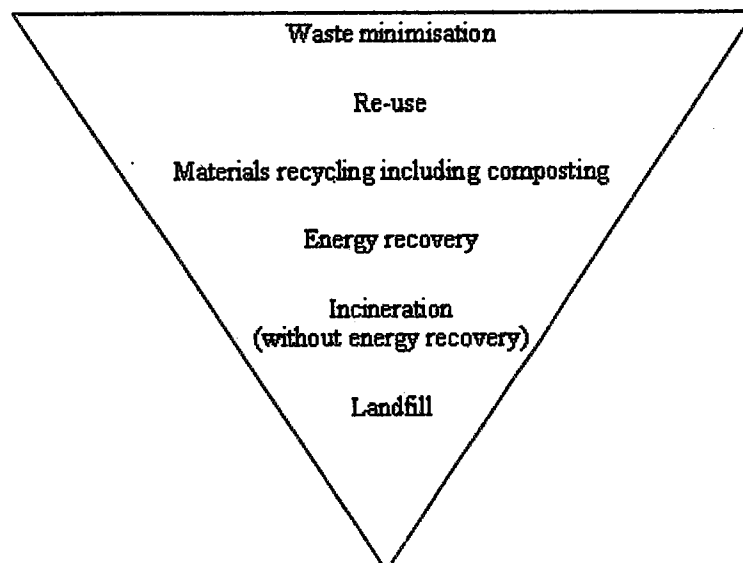 Waste minimisation
Re-use
Materials recycling including composting
Energy recovery
Incineration
(without energy recovery)
Landfill